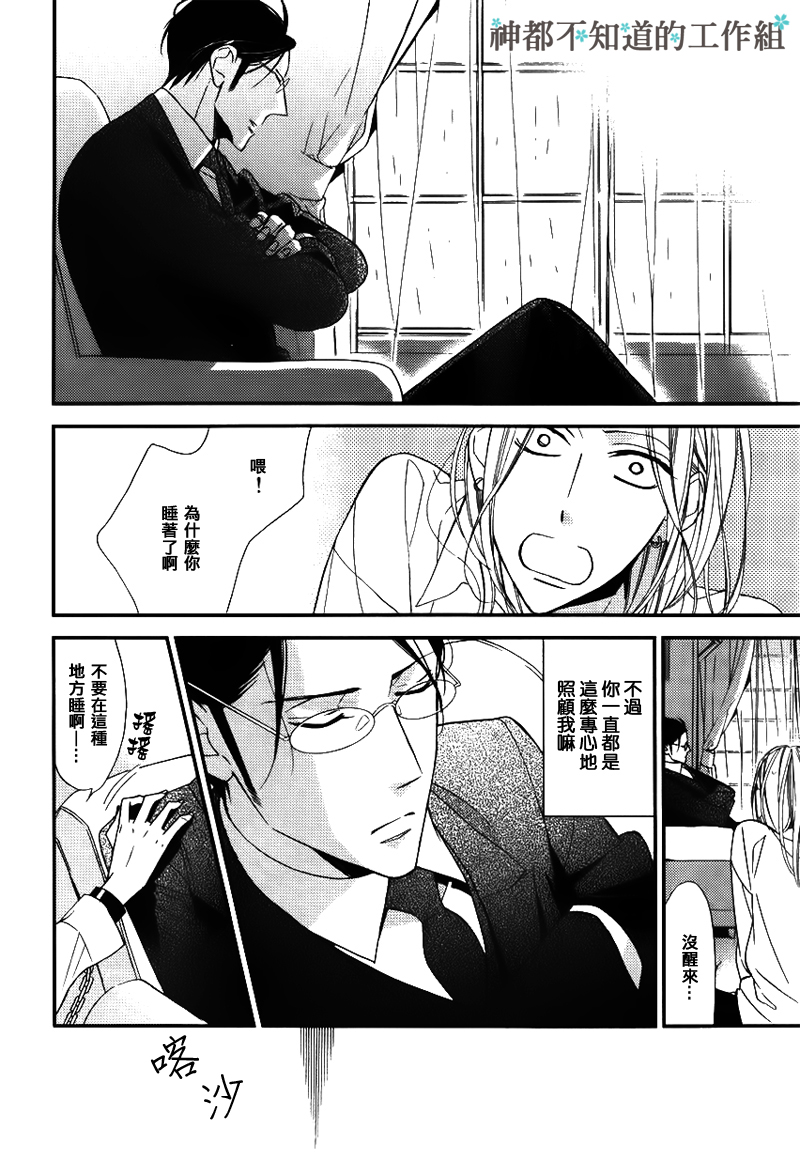 神都不知道的工作組
喂！
為什麼你
睡著了啊
沒醒來…
不過
你一直都是
這麼專心地
照顧我嘛
不要在這種
地方睡啊！…
搖搖
喀
沙